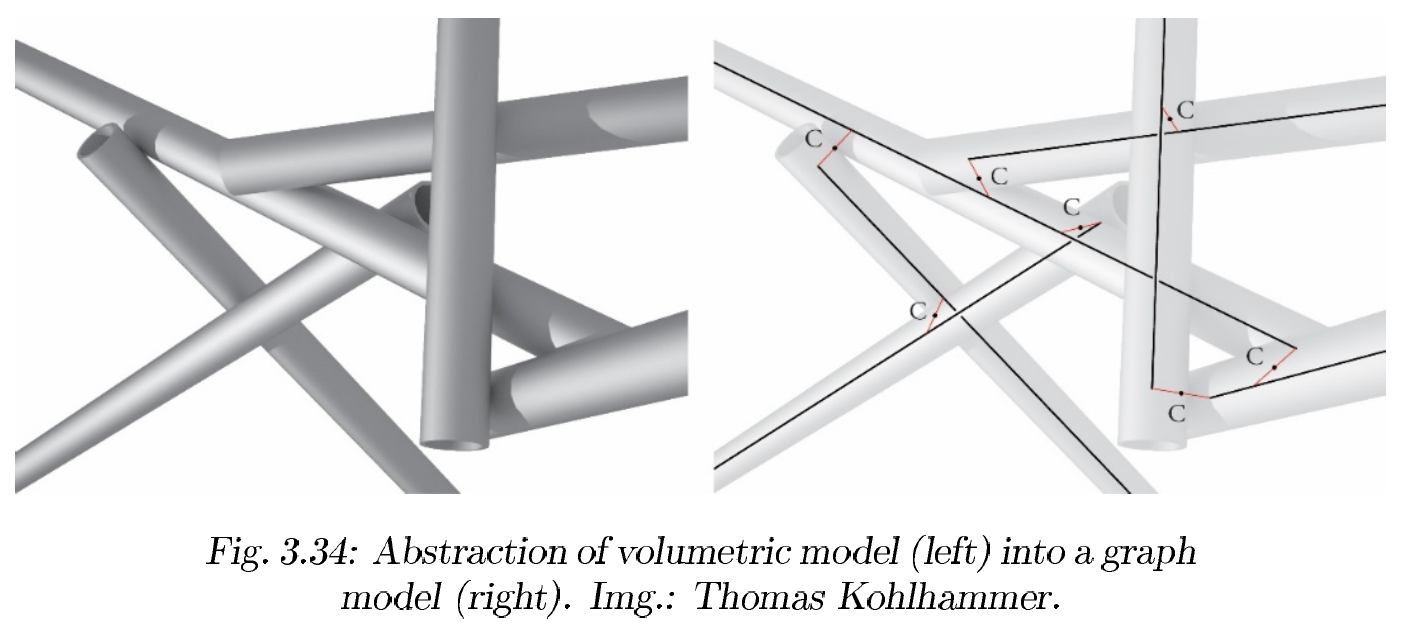 C
C
C
C
C
C
C
Fig. 3.34: Abstraction of volumetric model (left) into a graph
model (right). Img.: Thomas Kohlhammer.